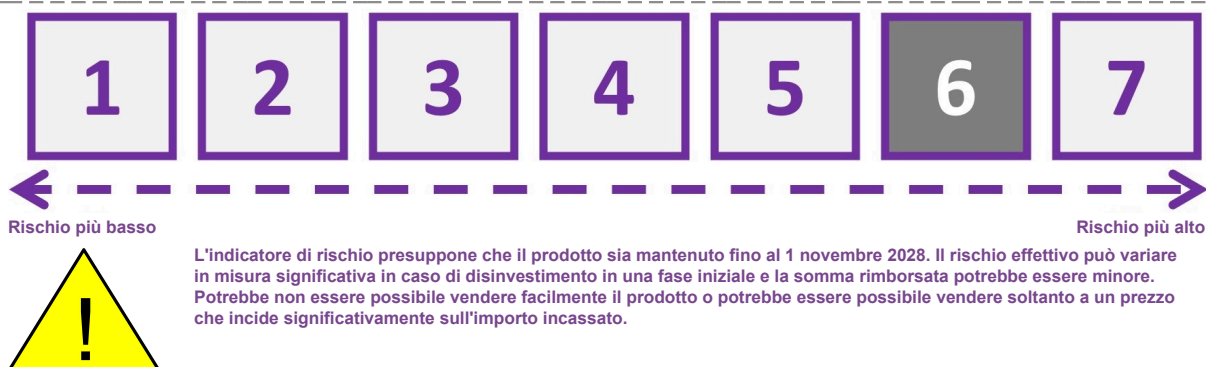 1 2 3 4 5 6 7
Rischio più basso Rischio più alto
L'indicatore di rischio presuppone che il prodotto sia mantenuto fino al 1 novembre 2028. Il rischio effettivo può variare
in misura significativa in caso di disinvestimento in una fase iniziale e la somma rimborsata potrebbe essere minore.
Potrebbe non essere possibile vendere facilmente il prodotto o potrebbe essere possibile vendere soltanto a un prezzo
che incide significativamente sull'importo incassato.
!